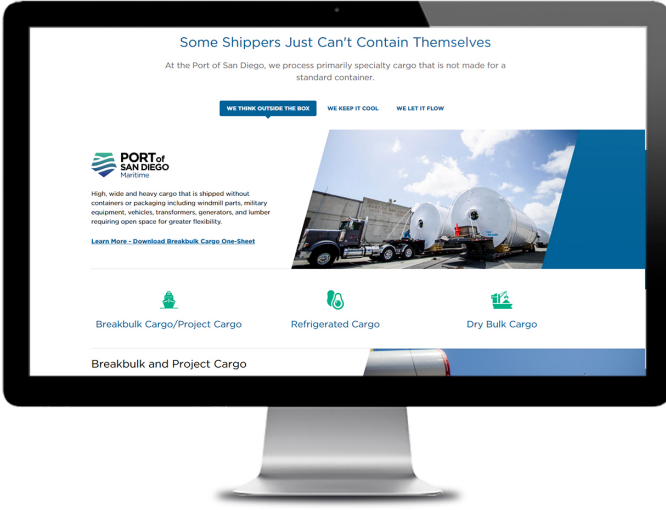 Some Shippers Just Can't Contain Themselves
At the Port of San Diego, we process primarily specialty cargo that is not made for a
standard container.
WE THINK OUTSIDE THE BOX
WE KEEP IT COOL
WE LET IT FLOW
PORT of
SAN DIEGO
Maritime
High, wide and heavy cargo that is shipped without
containers or packaging including windmill parts, military
equipment, vehicles, transformers, generators, and lumber
requiring open space for greater flexibility.
Learn More - Download Breakbulk Cargo One-Sheet
Breakbulk Cargo/Project Cargo
Refrigerated Cargo
Dry Bulk Cargo
Breakbulk and Project Cargo